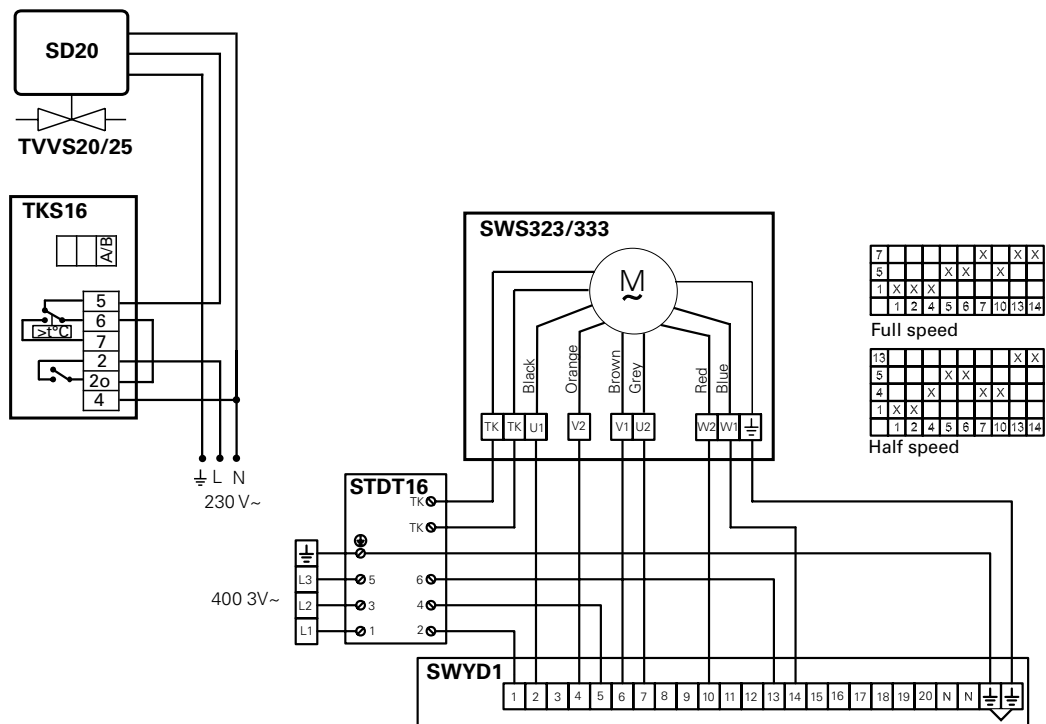 SD20
TVVS20/25
TKS16
A/B
5
6
>t°C
7
2
2o
4
L N
230 V~
SWS323/333
M
~
Black
Orange
Brown
Grey
Red
Blue
TK TK U1 V2 V1 U2 W2 W1
7 X X X
5 X X X
1 X X X
1 2 4 5 6 7 10 13 14
Full speed
13 X X
5 X X
4 X X X
1 X X
1 2 4 5 6 7 10 13 14
Half speed
STDT16
TK
TK
L3 5 6
400 3V~
L2 3 4
L1 1 2
SWYD1
1 2 3 4 5 6 7 8 9 10 11 12 13 14 15 16 17 18 19 20 N N